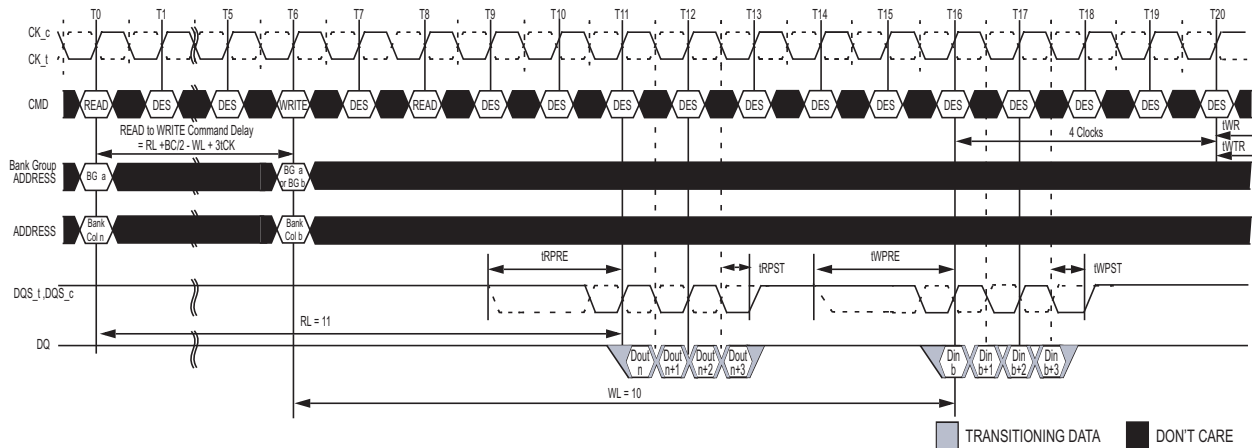 T0 T1 T5 T6 T7 T8 T9 T10 T11 T12 T13 T14 T15 T16 T17 T18 T19 T20
CK_c
CK_t
CMD READ DES DES WRITE DES READ DES DES DES DES DES DES DES DES DES DES DES DES
READ to WRITE Command Delay
= RL +BC/2 - WL + 3tCK
4 Clocks
tWR
tWTR
Bank Group
ADDRESS
BG a
BG a
or BG b
ADDRESS
Bank
Col n
Bank
Col b
tRPRE
tRPST
tWPRE
tWPST
DQS_t ,DQS_c
RL = 11
DQ
Dout
n
Dout
n+1
Dout
n+2
Dout
n+3
Din
b
Din
b+1
Din
b+2
Din
b+3
WL = 10
TRANSITIONING DATA
DON'T CARE